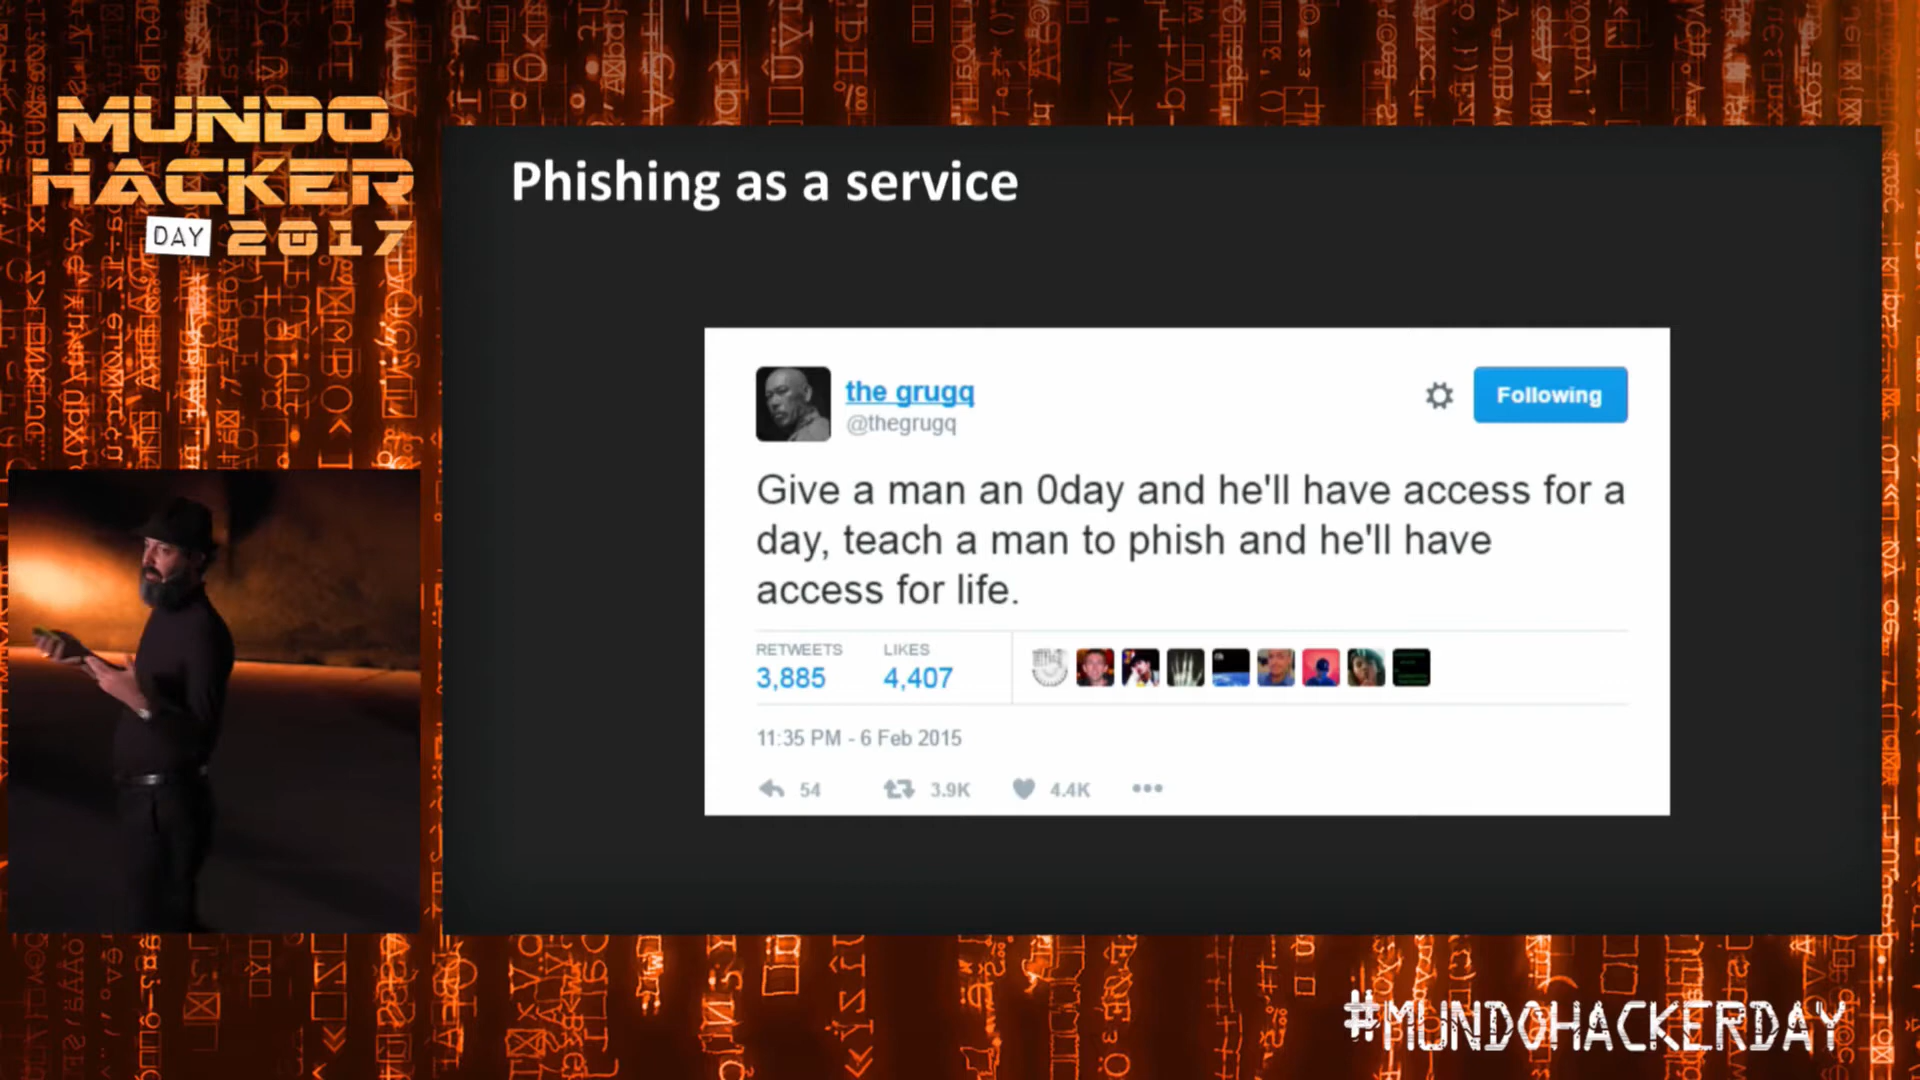 MUNDO
HACKER
DAY 2017
Phishing as a service
the grugq
@thegrugq
Following
Give a man an 0day and he'll have access for a
day, teach a man to phish and he'll have
access for life.
RETWEETS LIKES
3,885 4,407
11:35 PM - 6 Feb 2015
54 3.9K 4.4K
#MUNDOHACKERDAY